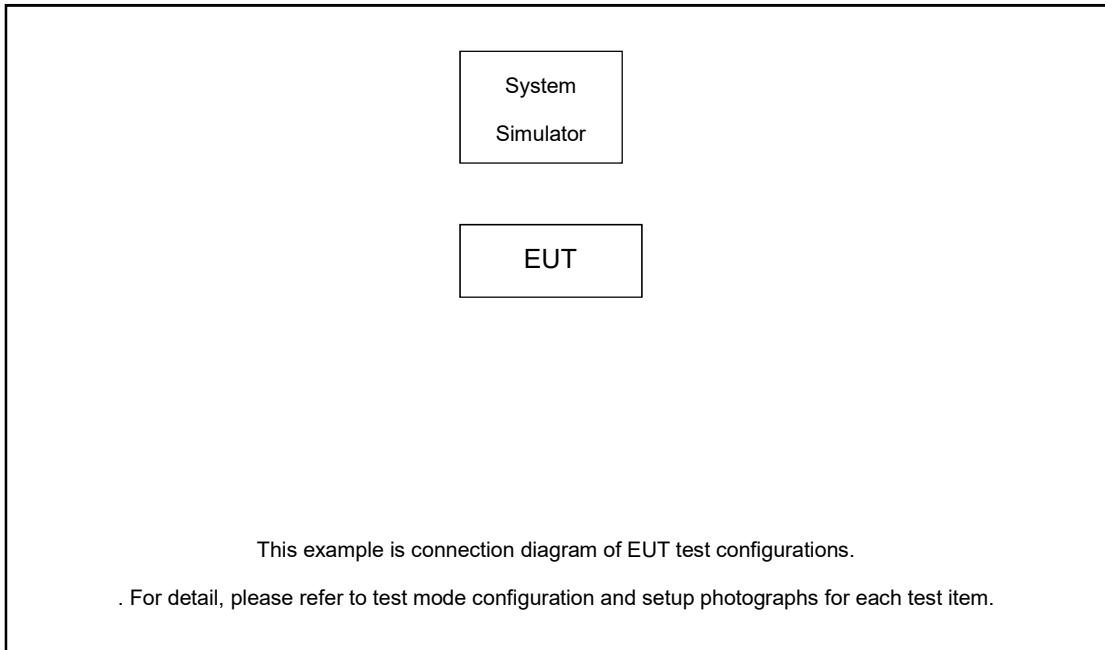 System
Simulator
EUT
This example is connection diagram of EUT test configurations.
. For detail, please refer to test mode configuration and setup photographs for each test item.